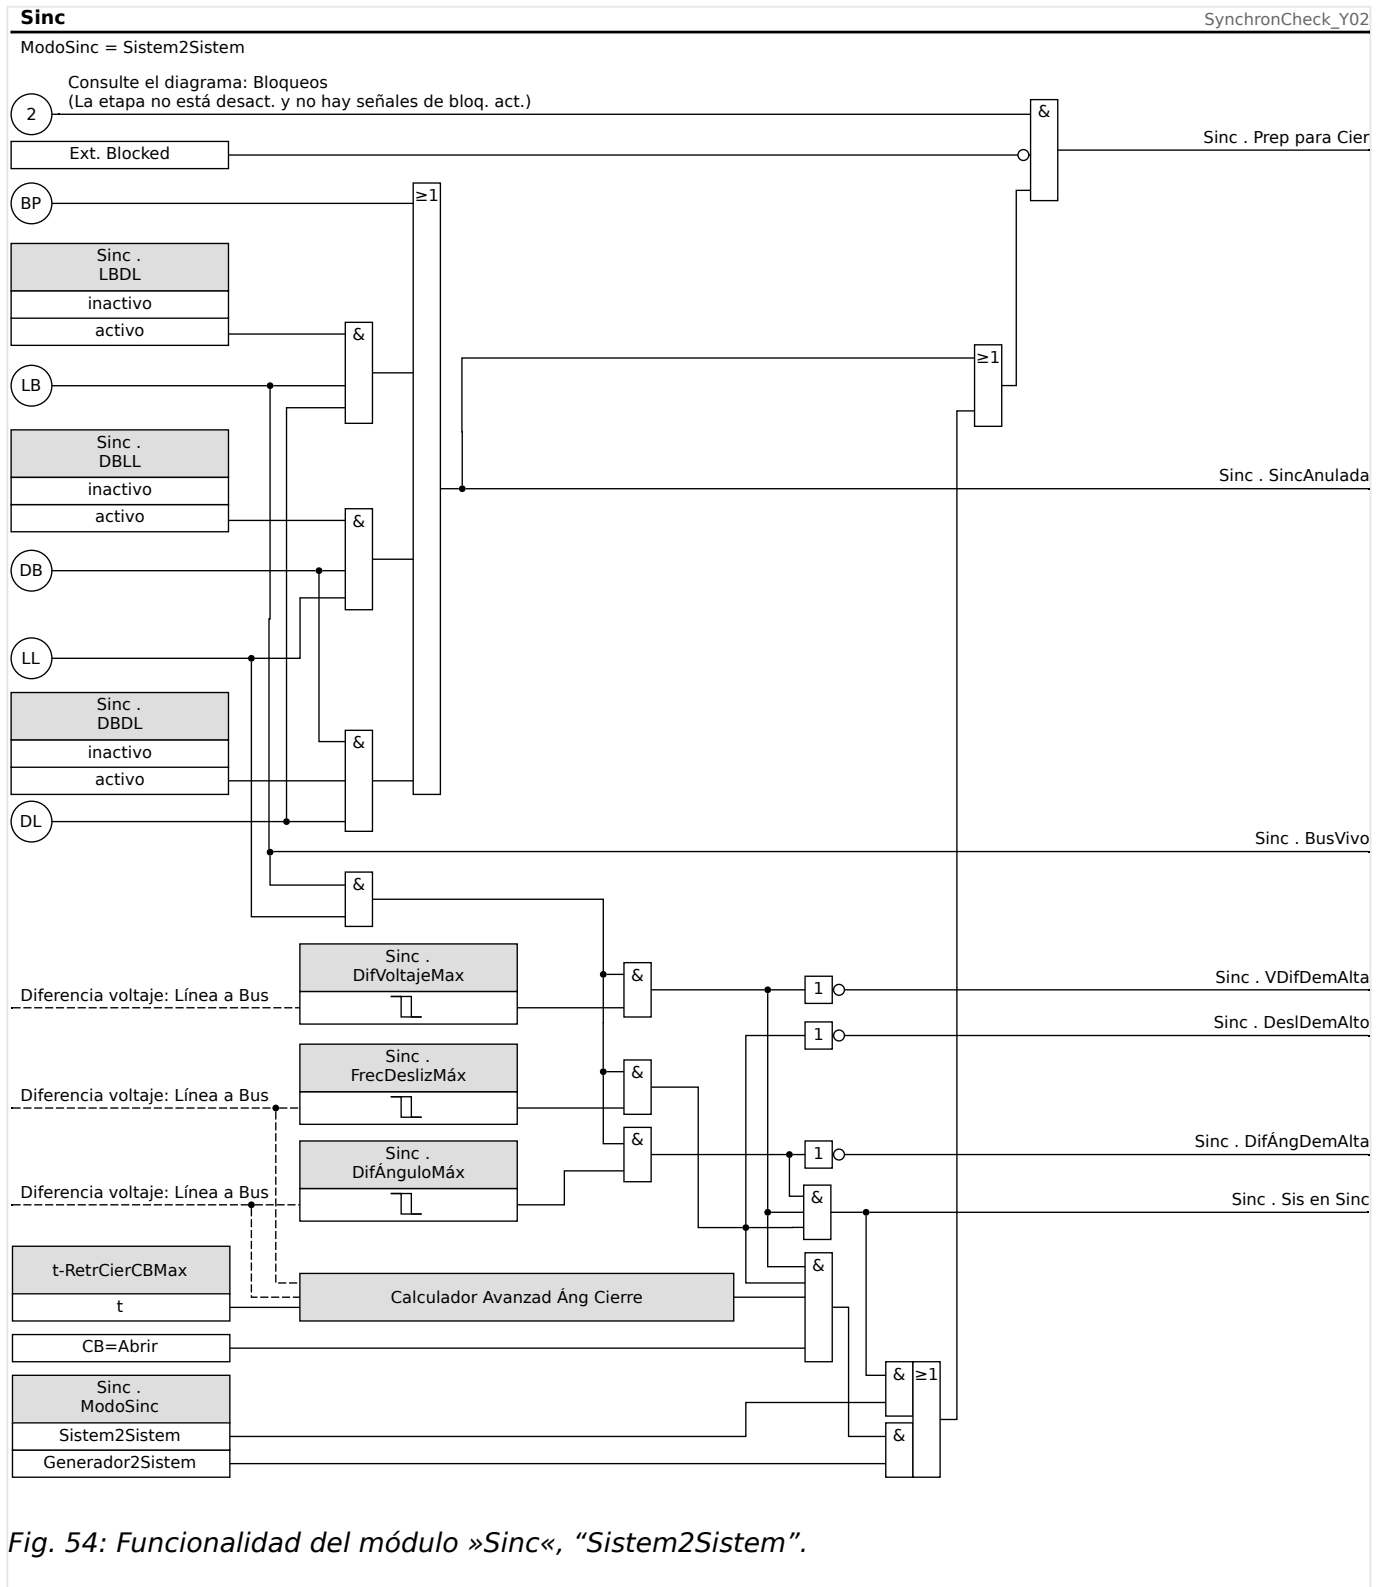 Sinc
SynchronCheck_Y02
ModoSinc = Sistem2Sistem
Consulte el diagrama: Bloqueos
(La etapa no está desact. y no hay señales de bloq. act.)
2
&
Sinc . Prep para Cier
Ext. Blocked
BP
≥1
Sinc .
LBDL
inactivo
activo
&
≥1
LB
Sinc .
DBLL
inactivo
activo
&
Sinc . SincAnulada
DB
LL
Sinc .
DBDL
inactivo
activo
&
DL
Sinc . BusVivo
&
Sinc .
DifVoltajeMax
Diferencia voltaje: Línea a Bus
&
1
Sinc . VDifDemAlta
1
Sinc . DeslDemAlto
Sinc .
FrecDeslizMáx
Diferencia voltaje: Línea a Bus
&
Sinc .
DifÁnguloMáx
Diferencia voltaje: Línea a Bus
&
1
Sinc . DifÁngDemAlta
&
Sinc . Sis en Sinc
t-RetrCierCBMax
t
Calculador Avanzad Áng Cierre
&
CB=Abrir
Sinc .
ModoSinc
Sistem2Sistem
Generador2Sistem
&
≥1
&
Fig. 54: Funcionalidad del módulo »Sinc«, “Sistem2Sistem”.